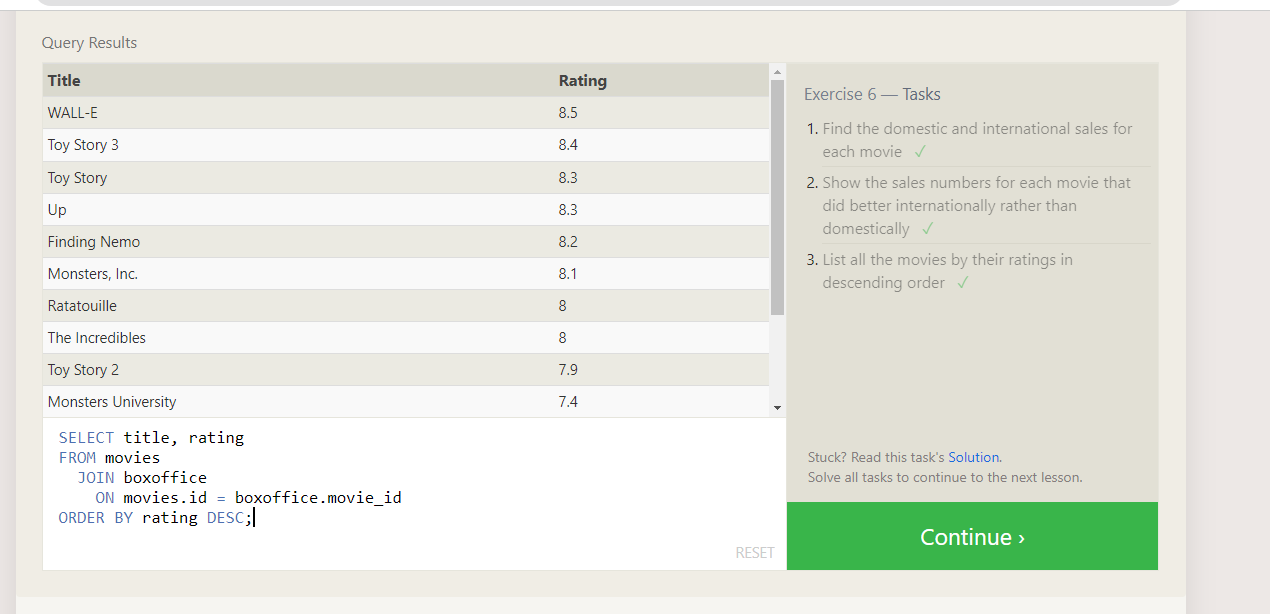 Query Results
Title Rating
WALL-E 8.5
Toy Story 3 8.4
Toy Story 8.3
Up 8.3
Finding Nemo 8.2
Monsters, Inc. 8.1
Ratatouille 8
The Incredibles 8
Toy Story 2 7.9
Monsters University 7.4
SELECT title, rating
FROM movies
  JOIN boxoffice
    ON movies.id = boxoffice.movie_id
ORDER BY rating DESC;
RESET
Exercise 6 — Tasks
1. Find the domestic and international sales for
each movie ✓
2. Show the sales numbers for each movie that
did better internationally rather than
domestically ✓
3. List all the movies by their ratings in
descending order ✓
Stuck? Read this task's Solution.
Solve all tasks to continue to the next lesson.
Continue ›